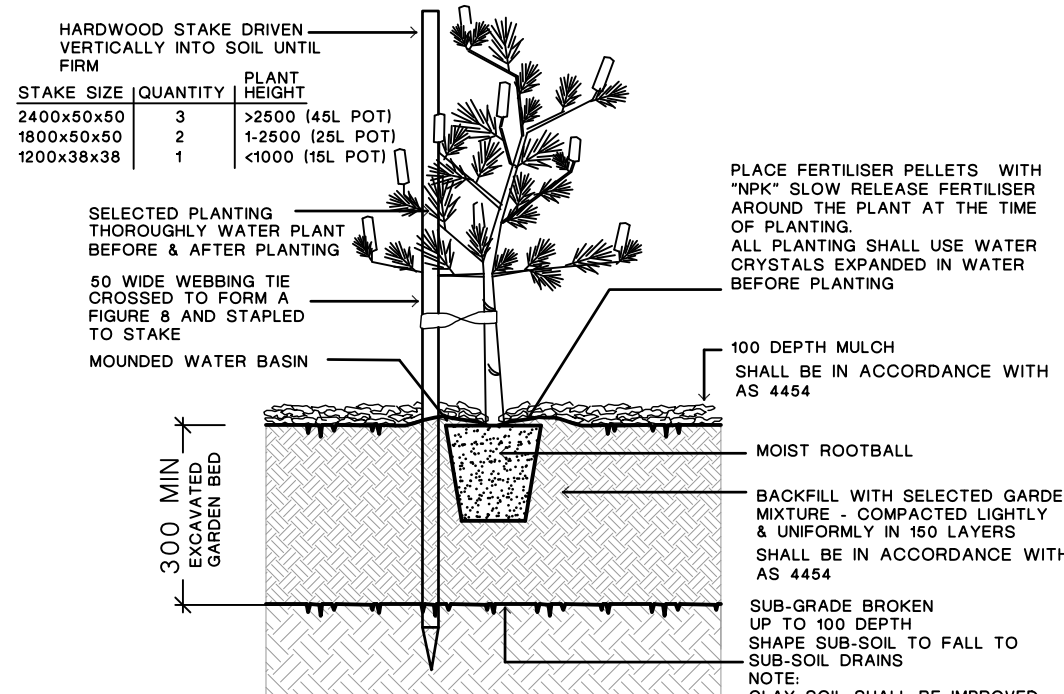 HARDWOOD STAKE DRIVEN
VERTICALLY INTO SOIL UNTIL
FIRM
STAKE SIZE QUANTITY PLANT HEIGHT
2400x50x50 3 >2500 (45L POT)
1800x50x50 2 1-2500 (25L POT)
1200x38x38 1 <1000 (15L POT)
SELECTED PLANTING
THOROUGHLY WATER PLANT
BEFORE & AFTER PLANTING
50 WIDE WEBBING TIE
CROSSED TO FORM A
FIGURE 8 AND STAPLED
TO STAKE
MOUNDED WATER BASIN
300 MIN
EXCAVATED
GARDEN BED
PLACE FERTILISER PELLETS WITH
"NPK" SLOW RELEASE FERTILISER
AROUND THE PLANT AT THE TIME
OF PLANTING.
ALL PLANTING SHALL USE WATER
CRYSTALS EXPANDED IN WATER
BEFORE PLANTING
100 DEPTH MULCH
SHALL BE IN ACCORDANCE WITH
AS 4454
MOIST ROOTBALL
BACKFILL WITH SELECTED GARDE
MIXTURE - COMPACTED LIGHTLY
& UNIFORMLY IN 150 LAYERS
SHALL BE IN ACCORDANCE WITH
AS 4454
SUB-GRADE BROKEN
UP TO 100 DEPTH
SHAPE SUB-SOIL TO FALL TO
SUB-SOIL DRAINS
NOTE:
CLAY SOIL SHALL BE IMPROVED